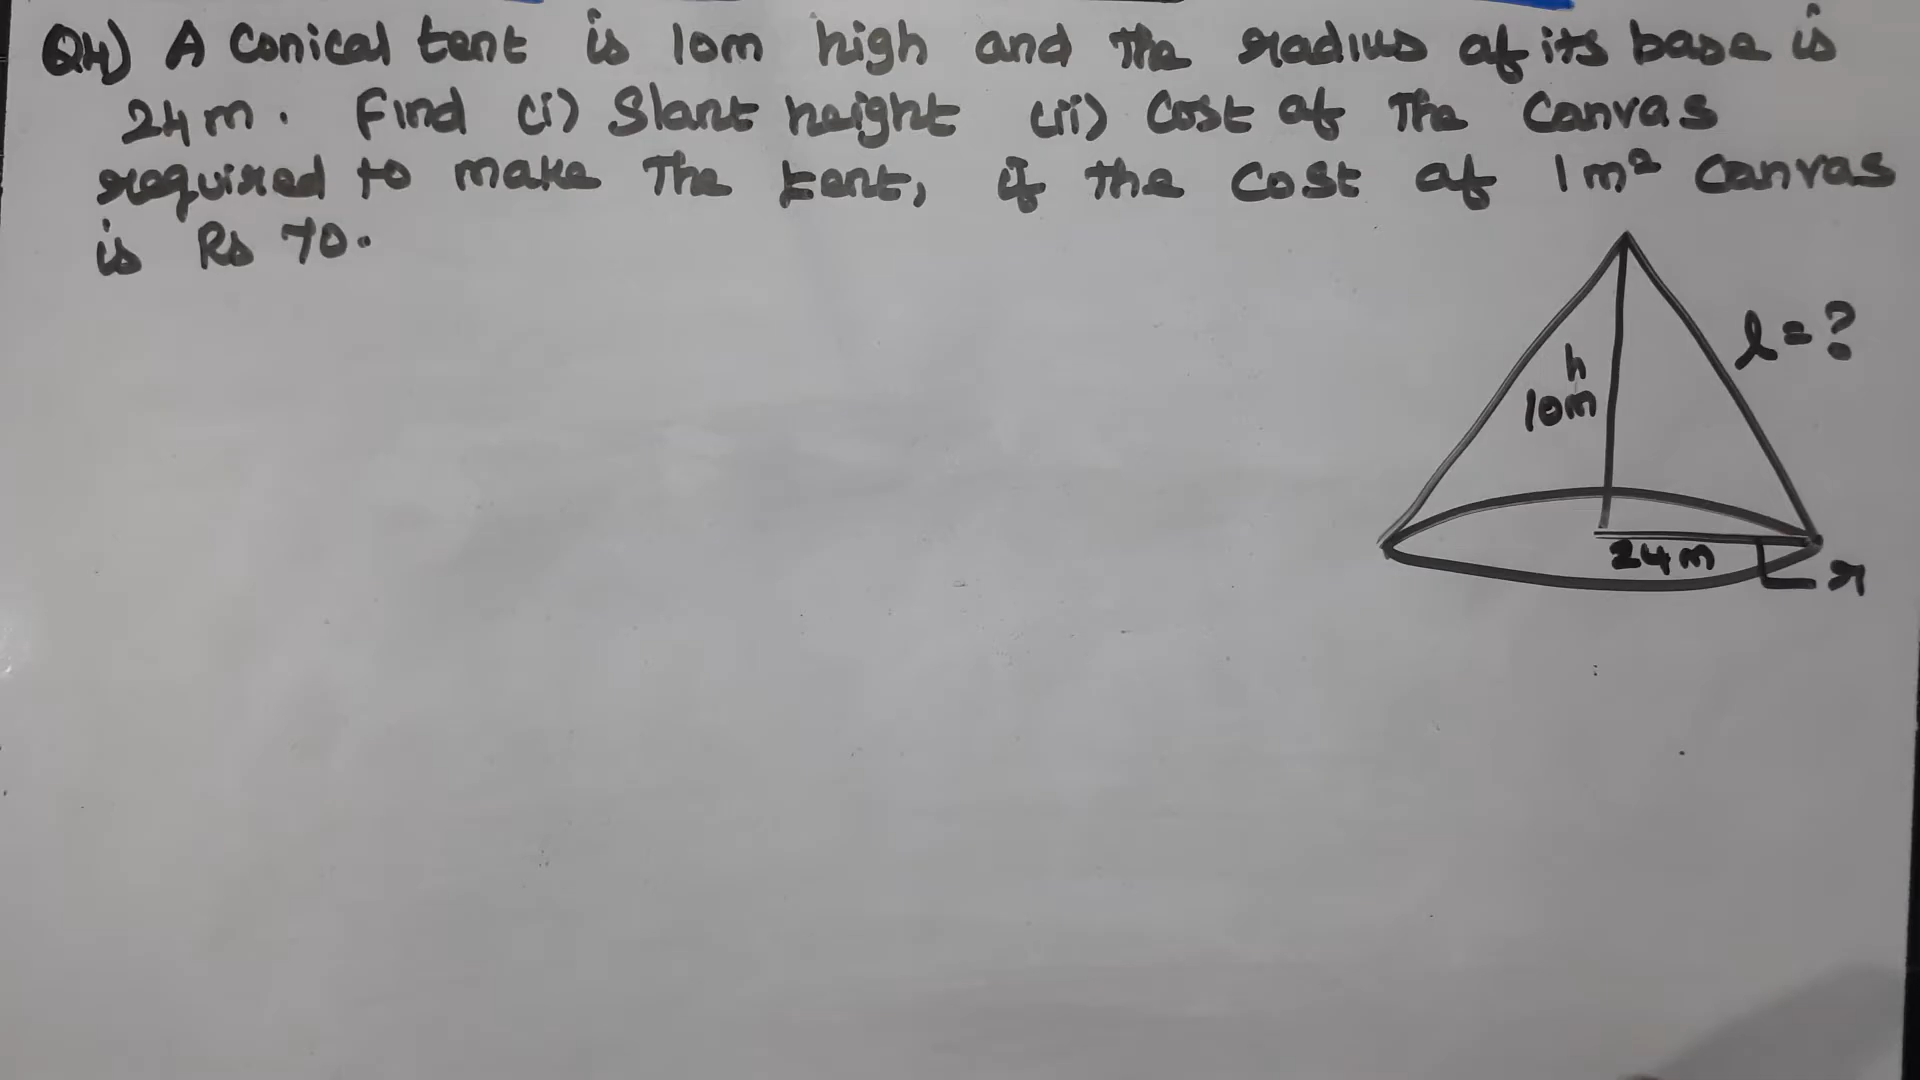 Q4) A Conical tent is 10m high and the radius of its base is
24m. Find (i) Slant height (ii) Cost of The Canvas
required to make The tent, if the cost of 1m² Canvas
is Rs 70.
l=?
h
10m
24m
r